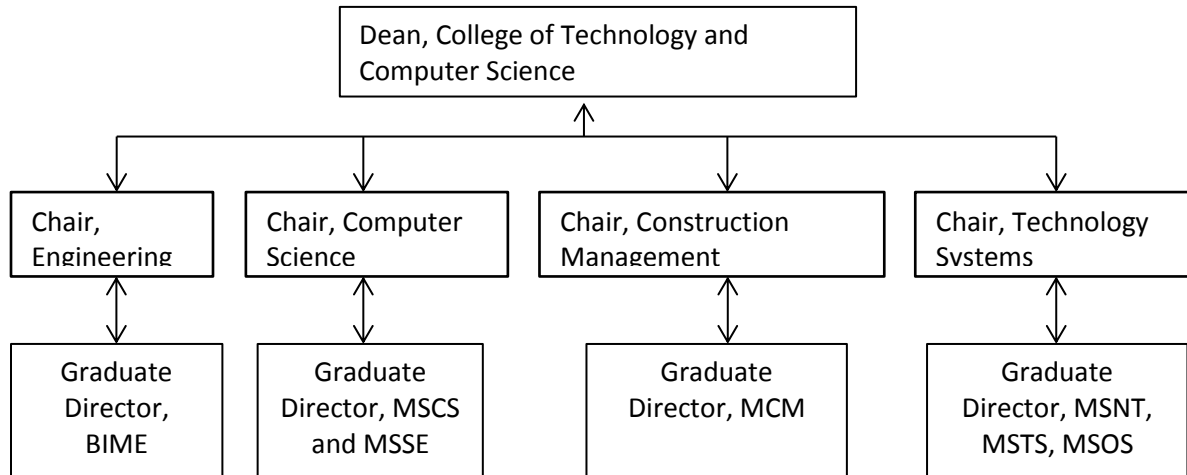 Dean, College of Technology and
Computer Science
Chair,
Engineering
Chair, Computer
Science
Chair, Construction
Management
Chair, Technology
Systems
Graduate
Director,
BIME
Graduate
Director, MSCS
and MSSE
Graduate
Director, MCM
Graduate
Director, MSNT,
MSTS, MSOS